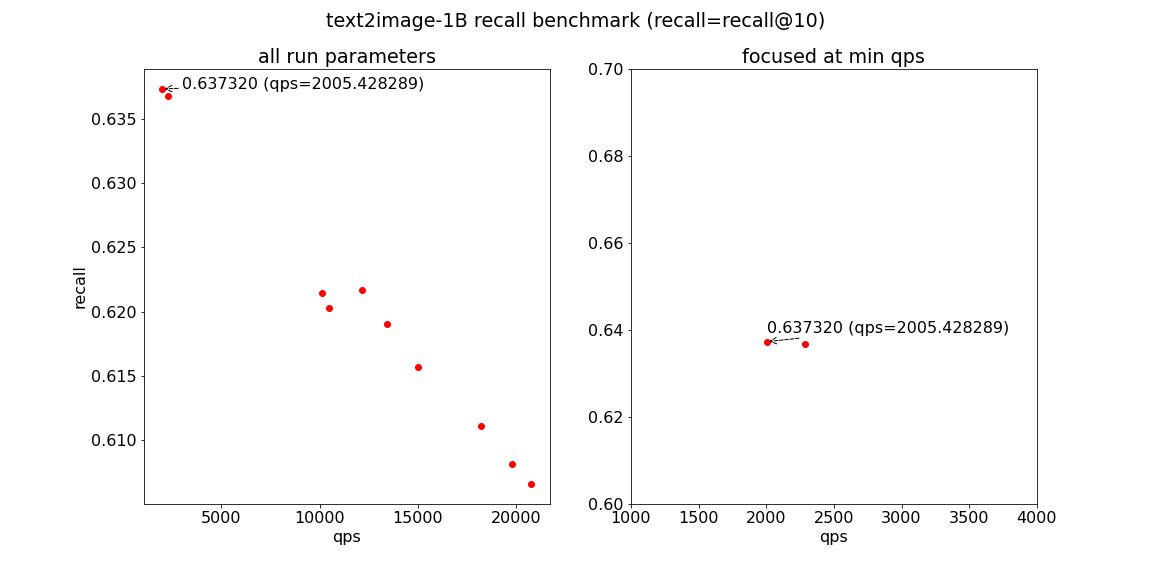 text2image-1B recall benchmark (recall=recall@10)
all run parameters
0.637320 (qps=2005.428289)
0.635
0.630
0.625
0.620
0.615
0.610
recall
5000 10000 15000 20000
qps
focused at min qps
0.70
0.68
0.66
0.64
0.62
0.60
0.637320 (qps=2005.428289)
1000 1500 2000 2500 3000 3500 4000
qps